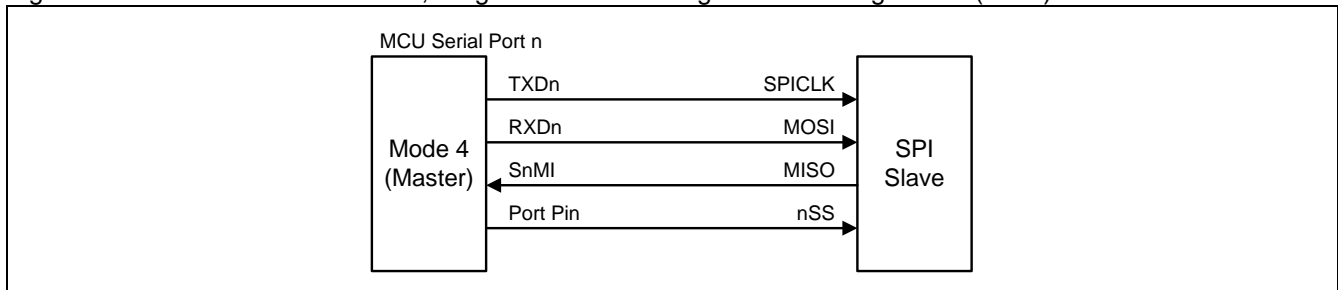 MCU Serial Port n
TXDn SPICLK
RXDn MOSI
Mode 4
(Master)
SPI
Slave
SnMI MISO
Port Pin nSS